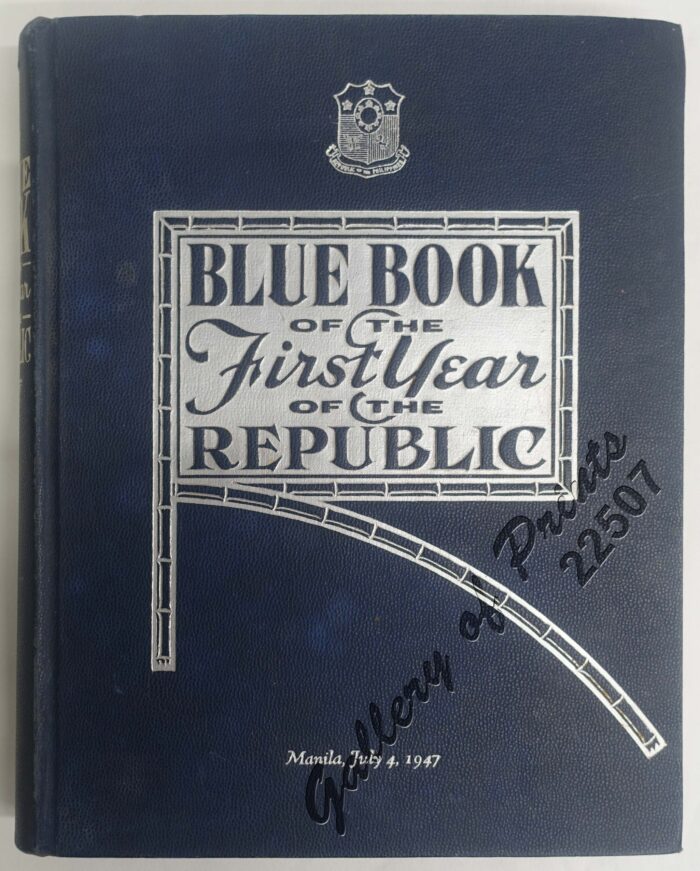 REPUBLIC OF THE PHILIPPINES
BLUE BOOK
OF THE
First Year
OF THE
REPUBLIC
Manila, July 4, 1947
Gallery of Prints
22507